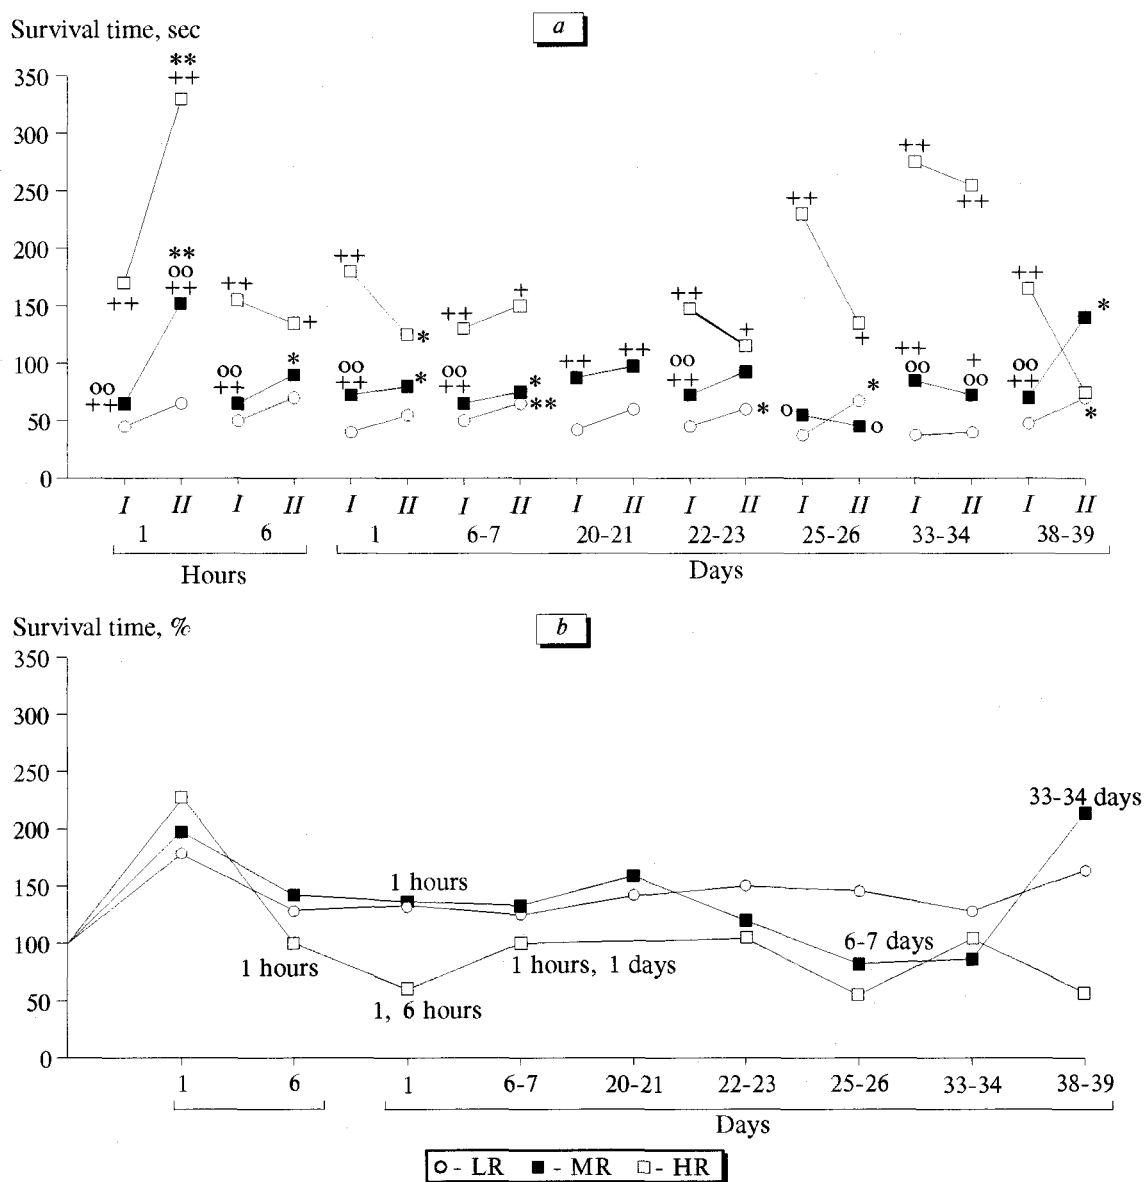 Survival time, sec
a
350
300
250
200
150
100
50
0
** ++
++
oo ++
** oo ++
++
+
oo ++
*
++
*
oo ++
*
++
+
oo ++
*
**
++
++
++
+
oo ++
*
++
+
o
*
o
++
++
++
oo
+
oo
++
oo
++
*
*
I II I II I II I II I II I II I II I II I II
1 6 1 6-7 20-21 22-23 25-26 33-34 38-39
Hours Days
Survival time, %
b
350
300
250
200
150
100
50
0
33-34 days
1 hours
6-7 days
1 hours
1 hours, 1 days
1, 6 hours
1 6 1 6-7 20-21 22-23 25-26 33-34 38-39
Days
○ - LR ■ - MR □ - HR